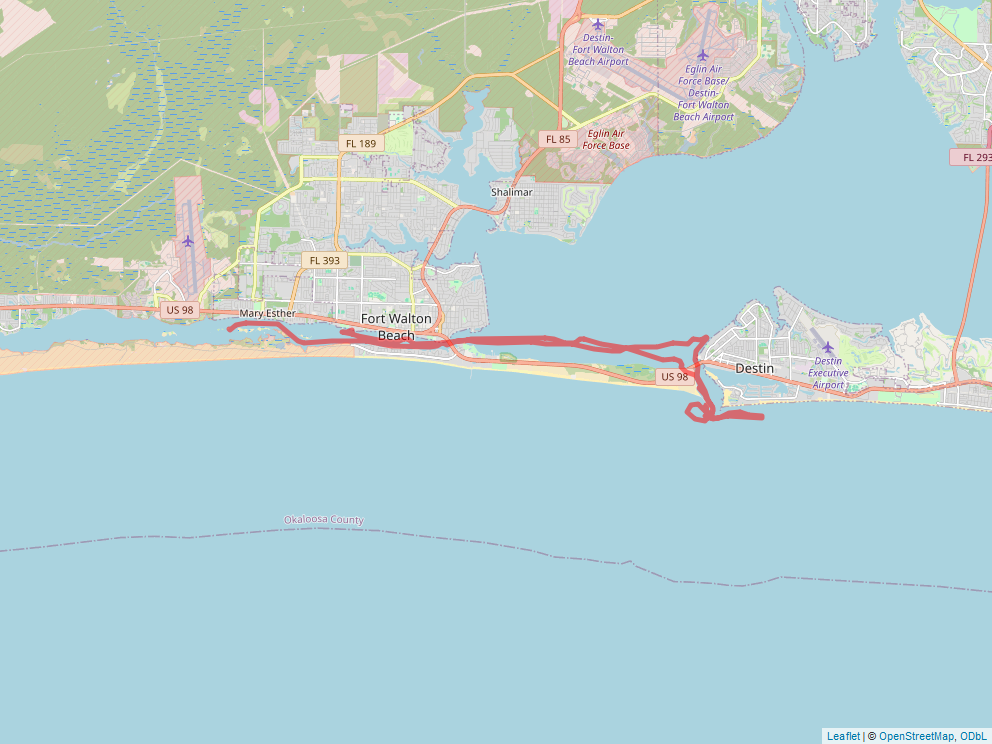 Destin-
Fort Walton
Beach Airport
Eglin Air
Force Base/
Destin-
Fort Walton
Beach Airport
FL 189
FL 85
Eglin Air
Force Base
FL 293
Shalimar
FL 393
US 98
Mary Esther
Fort Walton
Beach
US 98
Destin
Destin
Executive
Airport
Okaloosa County
Leaflet | © OpenStreetMap, ODbL